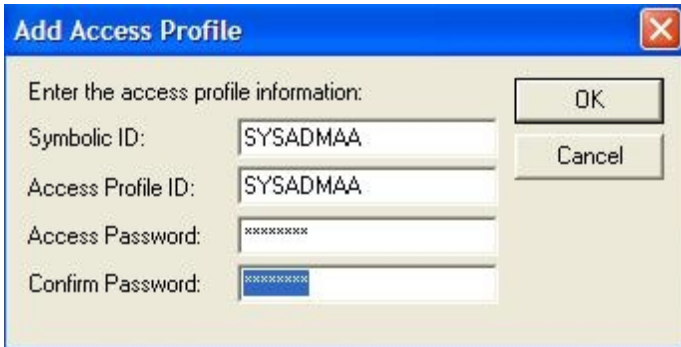 Add Access Profile
Enter the access profile information:
OK
Symbolic ID: SYSADMAA
Cancel
Access Profile ID: SYSADMAA
Access Password: ********
Confirm Password: ********